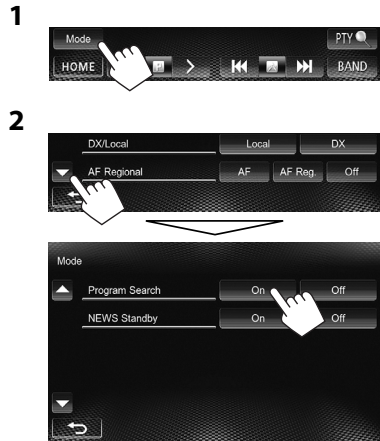 1
Mode
PTY
HOME
BAND
2
DX/Local Local DX
AF Regional AF AF Reg. Off
Mode
Program Search On Off
NEWS Standby On Off